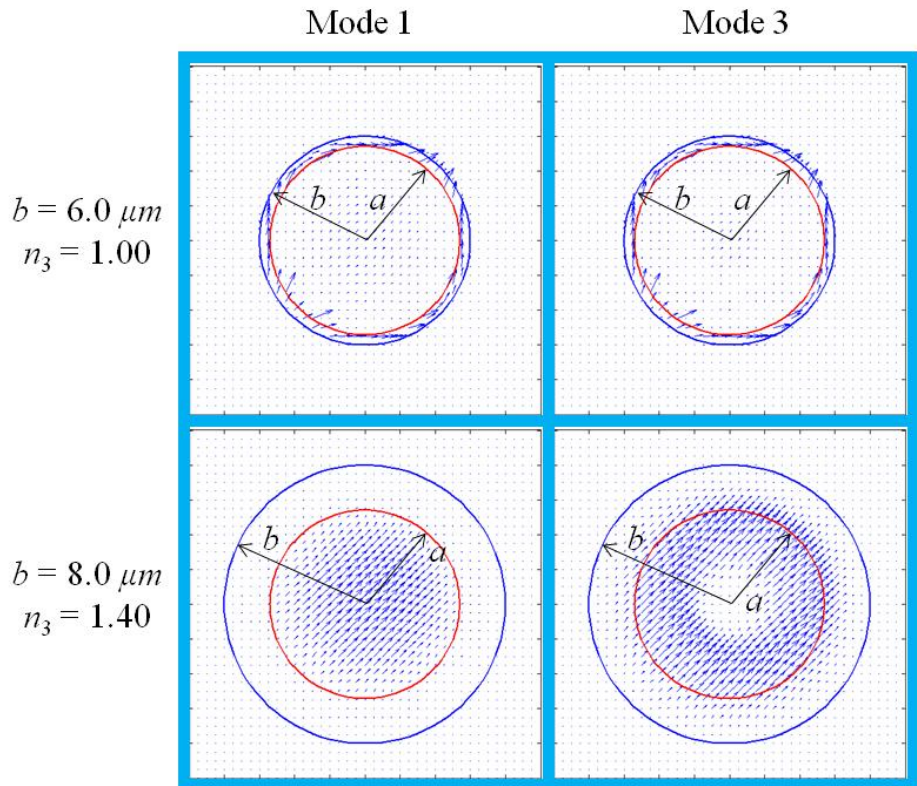 Mode 1
Mode 3
b = 6.0 μm
n₃ = 1.00
b
a
b
a
b = 8.0 μm
n₃ = 1.40
b
a
b
a